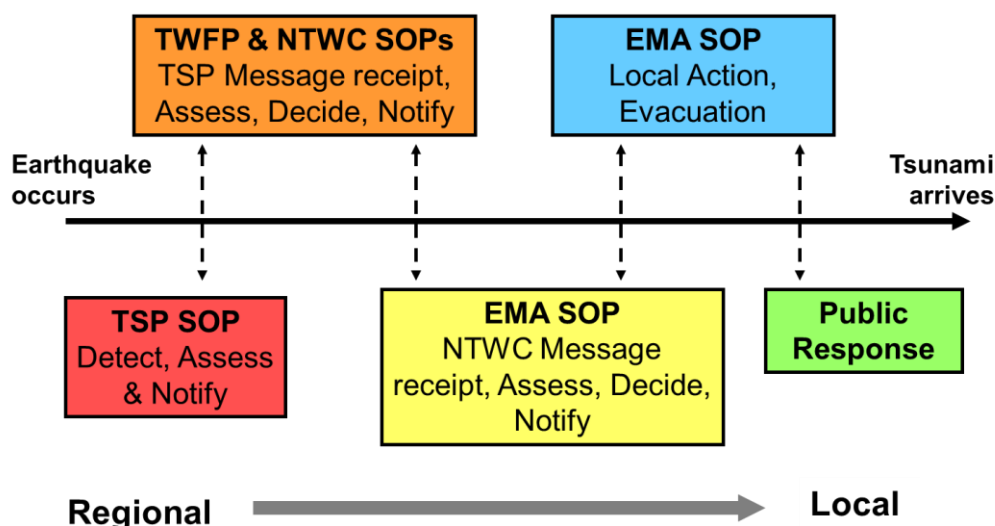 TWFP & NTWC SOPs
TSP Message receipt,
Assess, Decide, Notify
EMA SOP
Local Action,
Evacuation
Earthquake
occurs
Tsunami
arrives
TSP SOP
Detect, Assess
& Notify
EMA SOP
NTWC Message
receipt, Assess, Decide,
Notify
Public
Response
Regional
Local